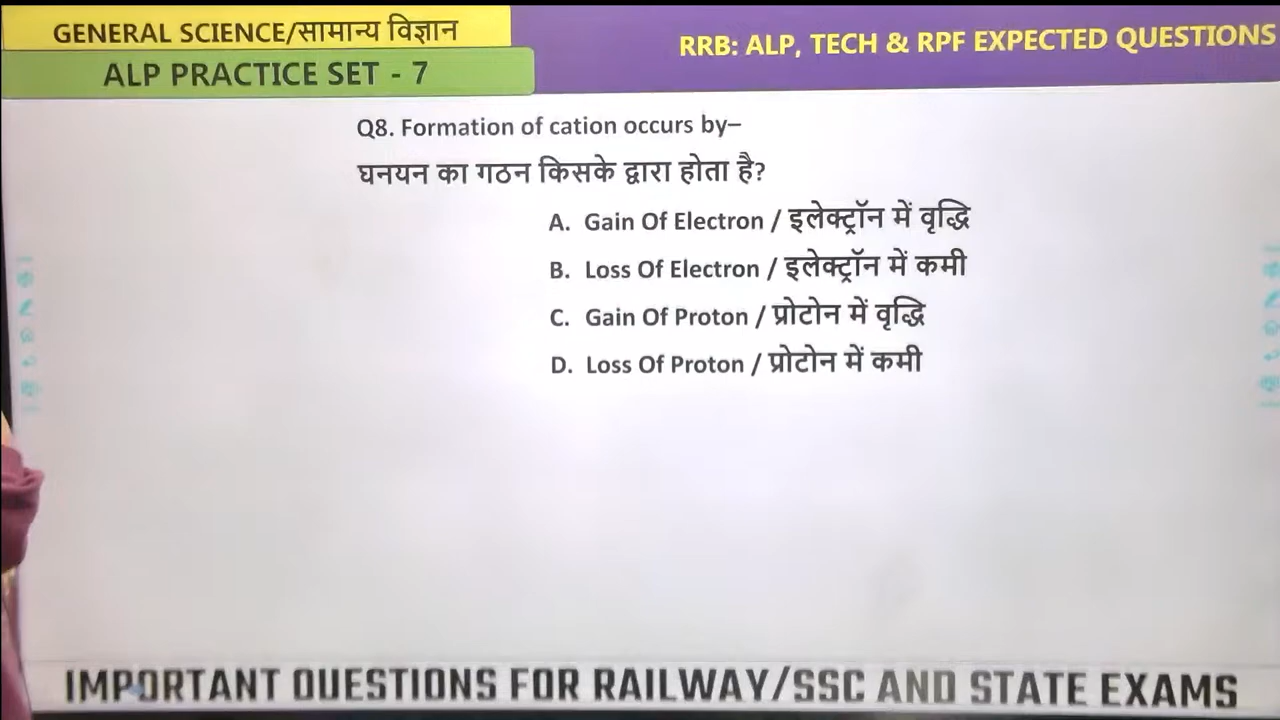 GENERAL SCIENCE/सामान्य विज्ञान
RRB: ALP, TECH & RPF EXPECTED QUESTIONS
ALP PRACTICE SET - 7
Q8. Formation of cation occurs by–
घनयन का गठन किसके द्वारा होता है?
A. Gain Of Electron / इलेक्ट्रॉन में वृद्धि
B. Loss Of Electron / इलेक्ट्रॉन में कमी
C. Gain Of Proton / प्रोटोन में वृद्धि
D. Loss Of Proton / प्रोटोन में कमी
IMPORTANT QUESTIONS FOR RAILWAY/SSC AND STATE EXAMS